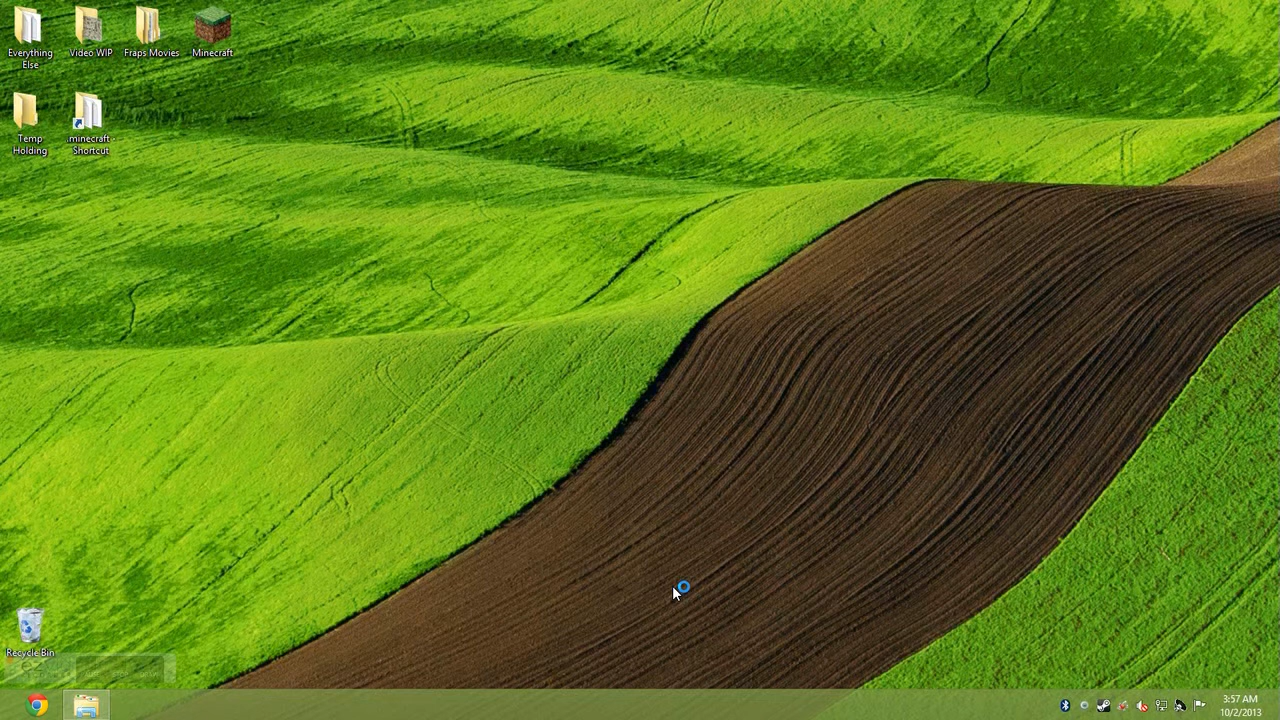 Everything
Else
Video WIP
Fraps Movies
Minecraft
Temp
Holding
.minecraft -
Shortcut
Recycle Bin
3:57 AM
10/2/2013